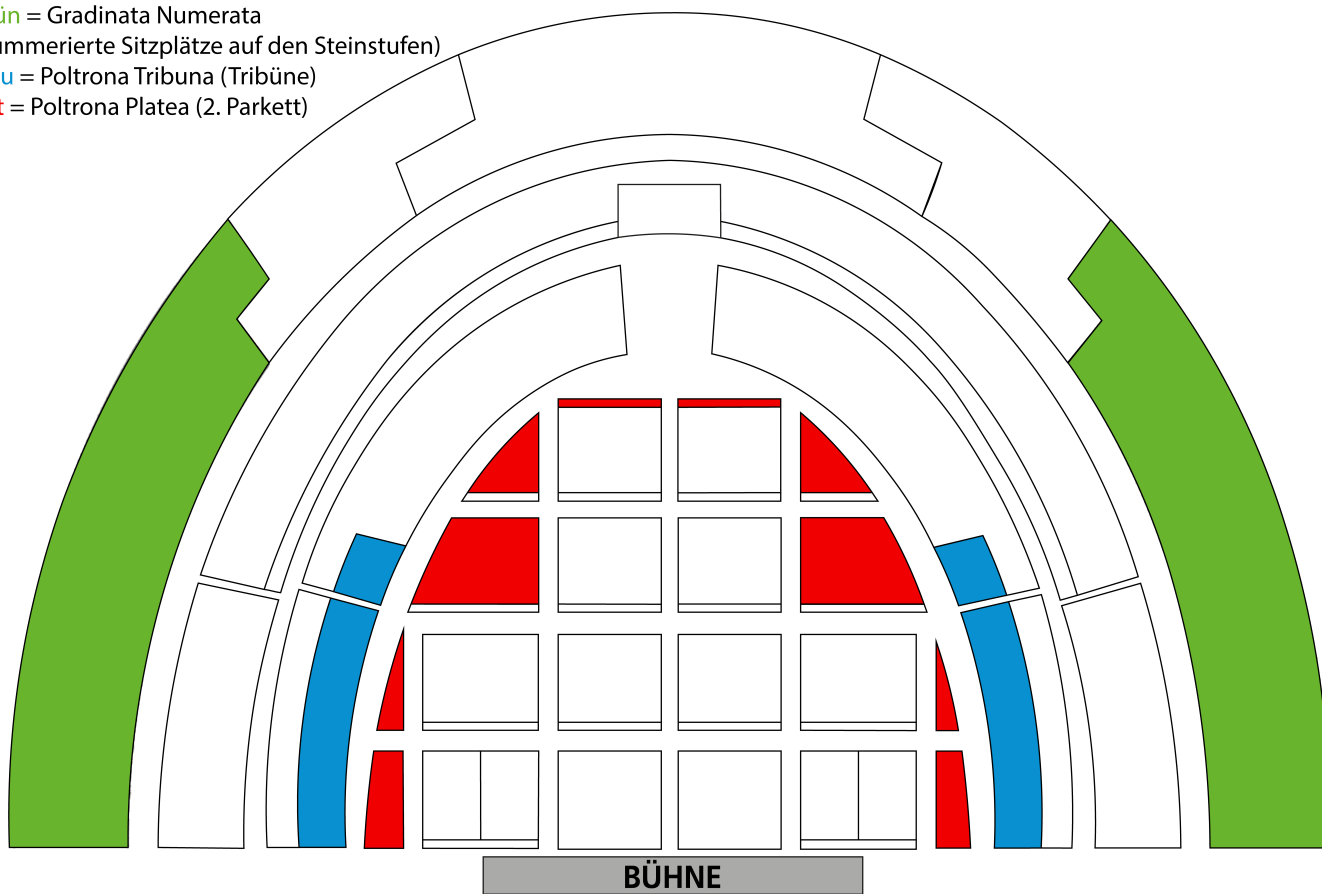 ün = Gradinata Numerata
ummerierte Sitzplätze auf den Steinstufen)
u = Poltrona Tribuna (Tribüne)
t = Poltrona Platea (2. Parkett)
BÜHNE